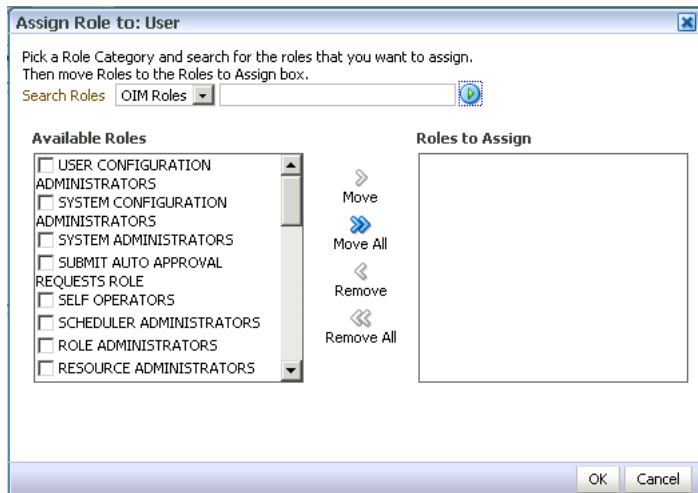 Assign Role to: User
Pick a Role Category and search for the roles that you want to assign.
Then move Roles to the Roles to Assign box.
Search Roles OIM Roles
Available Roles
USER CONFIGURATION
ADMINISTRATORS
SYSTEM CONFIGURATION
ADMINISTRATORS
SYSTEM ADMINISTRATORS
SUBMIT AUTO APPROVAL
REQUESTS ROLE
SELF OPERATORS
SCHEDULER ADMINISTRATORS
ROLE ADMINISTRATORS
RESOURCE ADMINISTRATORS
Move
Move All
Remove
Remove All
Roles to Assign
OK Cancel